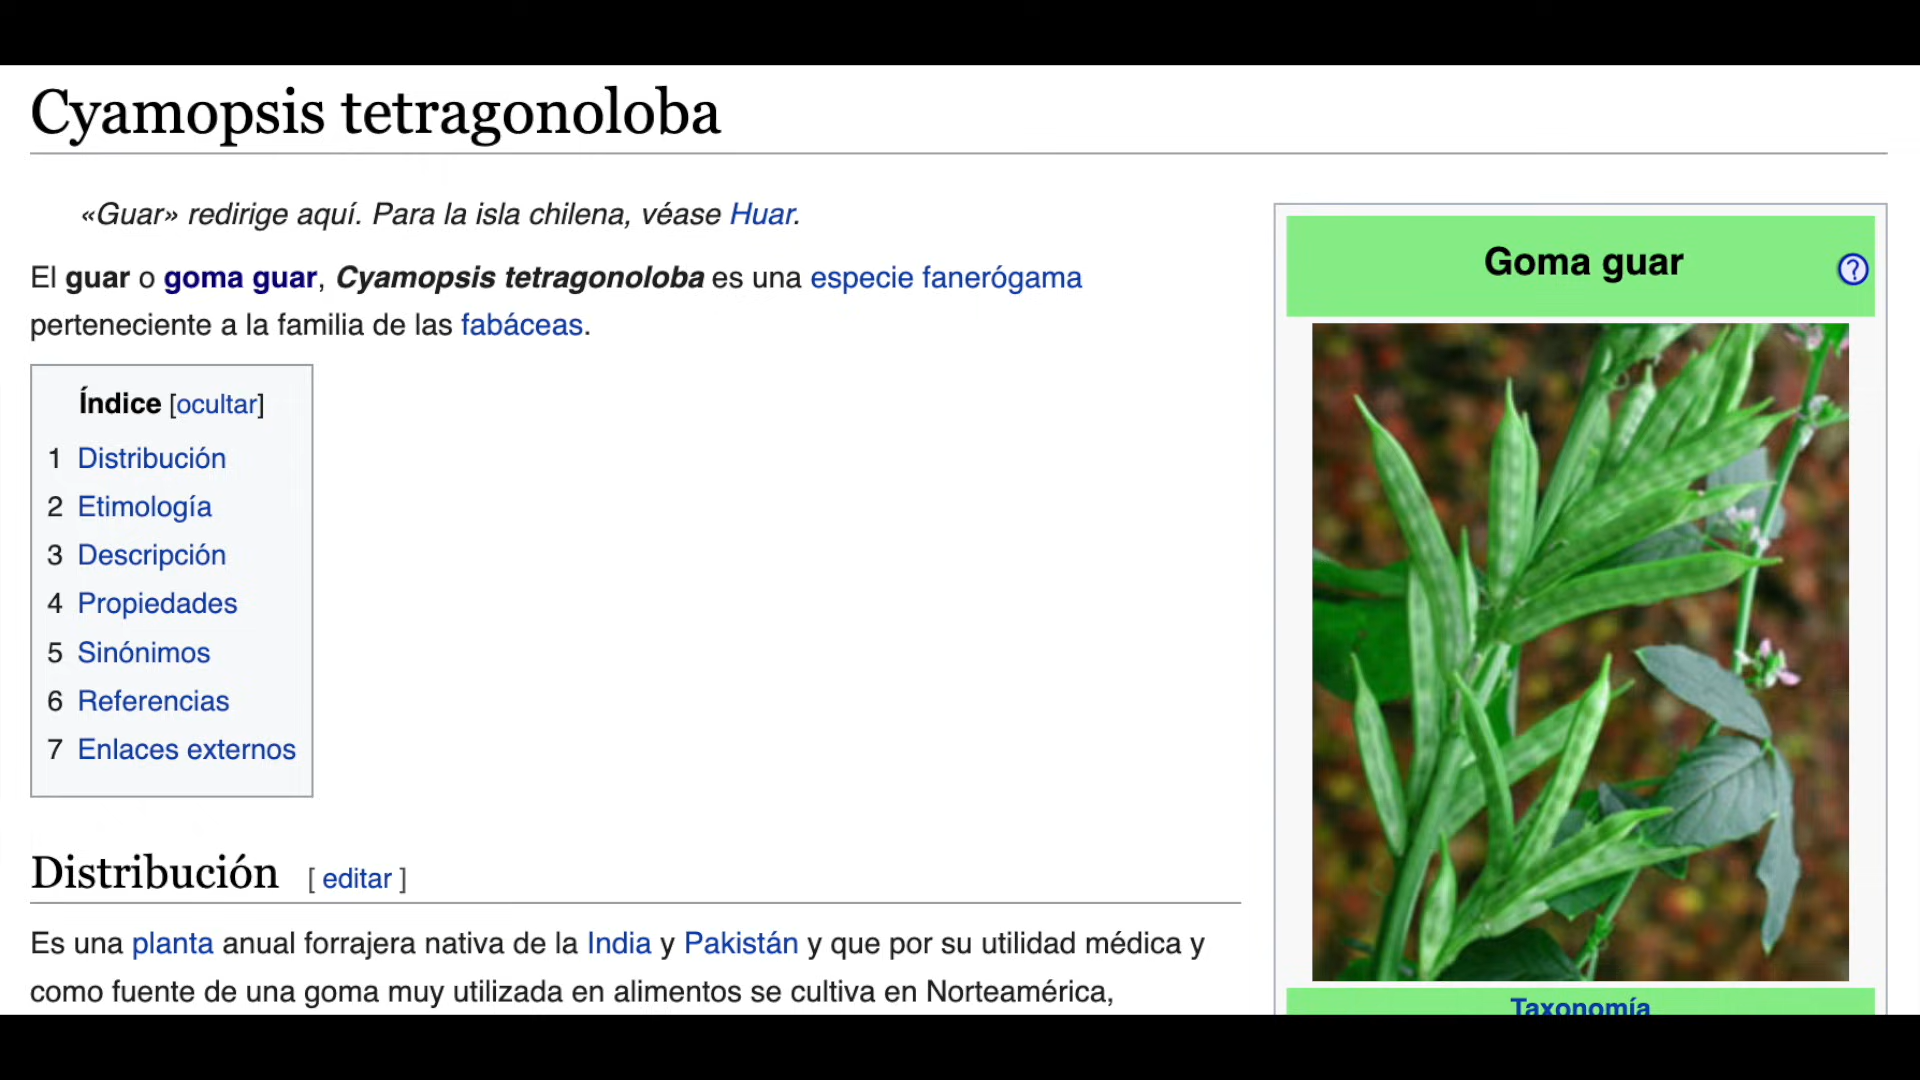 Cyamopsis tetragonoloba
«Guar» redirige aquí. Para la isla chilena, véase Huar.
El guar o goma guar, Cyamopsis tetragonoloba es una especie fanerógama
perteneciente a la familia de las fabáceas.
Índice [ocultar]
1 Distribución
2 Etimología
3 Descripción
4 Propiedades
5 Sinónimos
6 Referencias
7 Enlaces externos
Distribución [ editar ]
Es una planta anual forrajera nativa de la India y Pakistán y que por su utilidad médica y
como fuente de una goma muy utilizada en alimentos se cultiva en Norteamérica,
Goma guar
?
Taxonomía